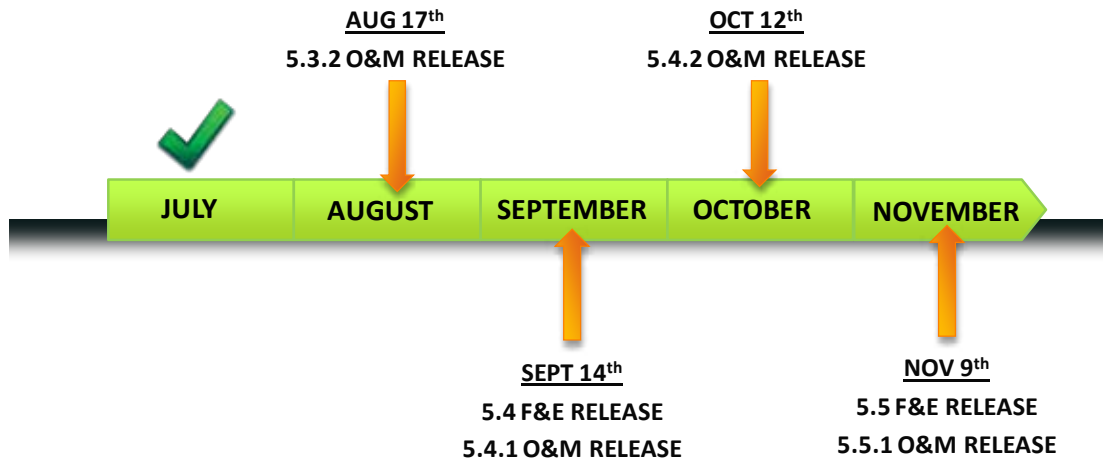 AUG 17th
5.3.2 O&M RELEASE
OCT 12th
5.4.2 O&M RELEASE
JULY
AUGUST
SEPTEMBER
OCTOBER
NOVEMBER
SEPT 14th
5.4 F&E RELEASE
5.4.1 O&M RELEASE
NOV 9th
5.5 F&E RELEASE
5.5.1 O&M RELEASE